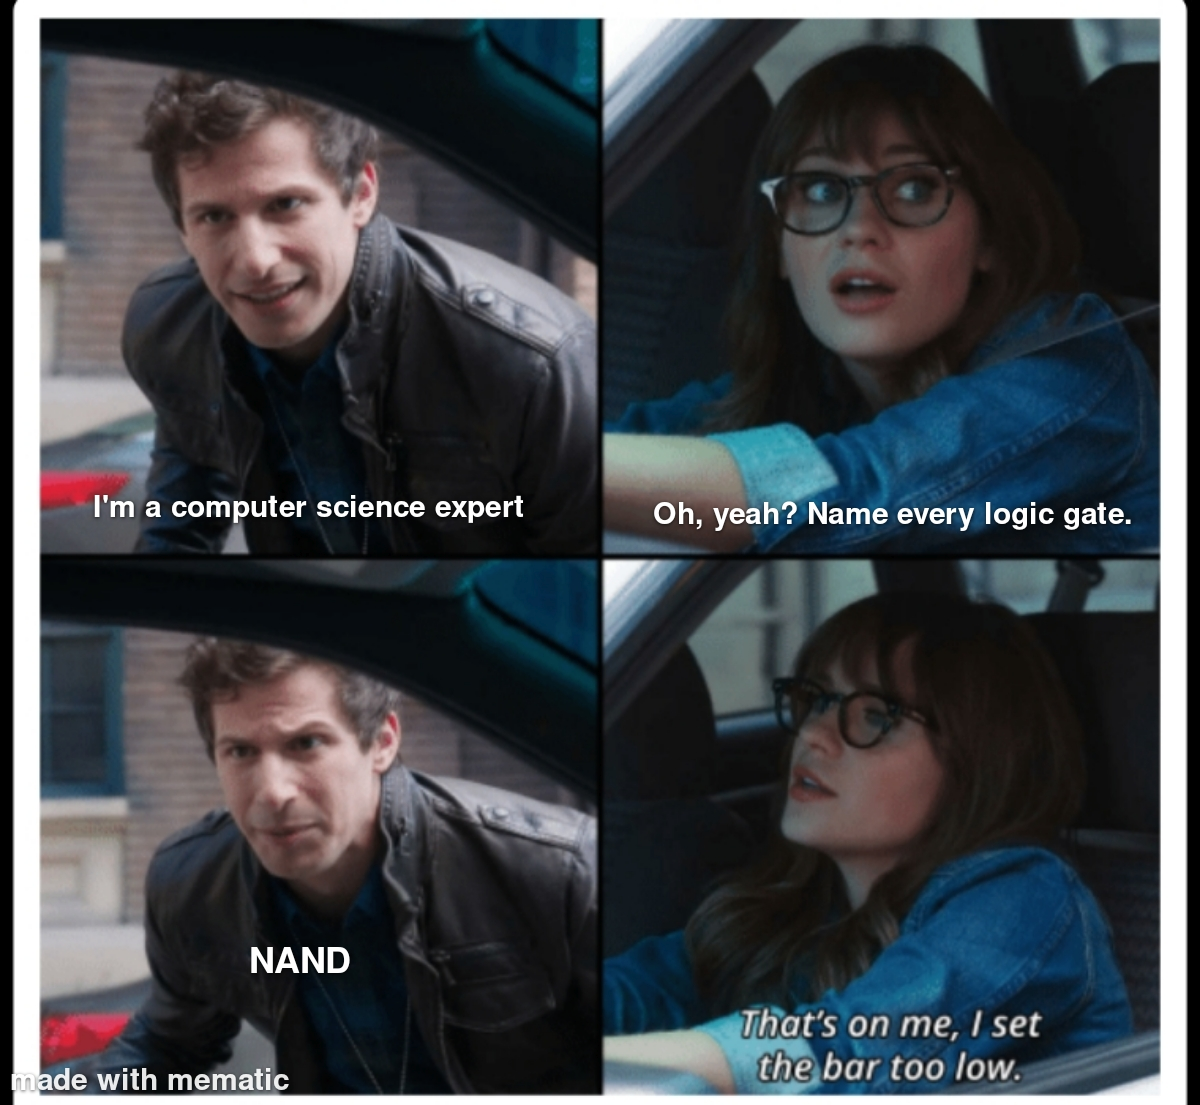 I'm a computer science expert
Oh, yeah? Name every logic gate.
NAND
That's on me, I set
the bar too low.
made with mematic